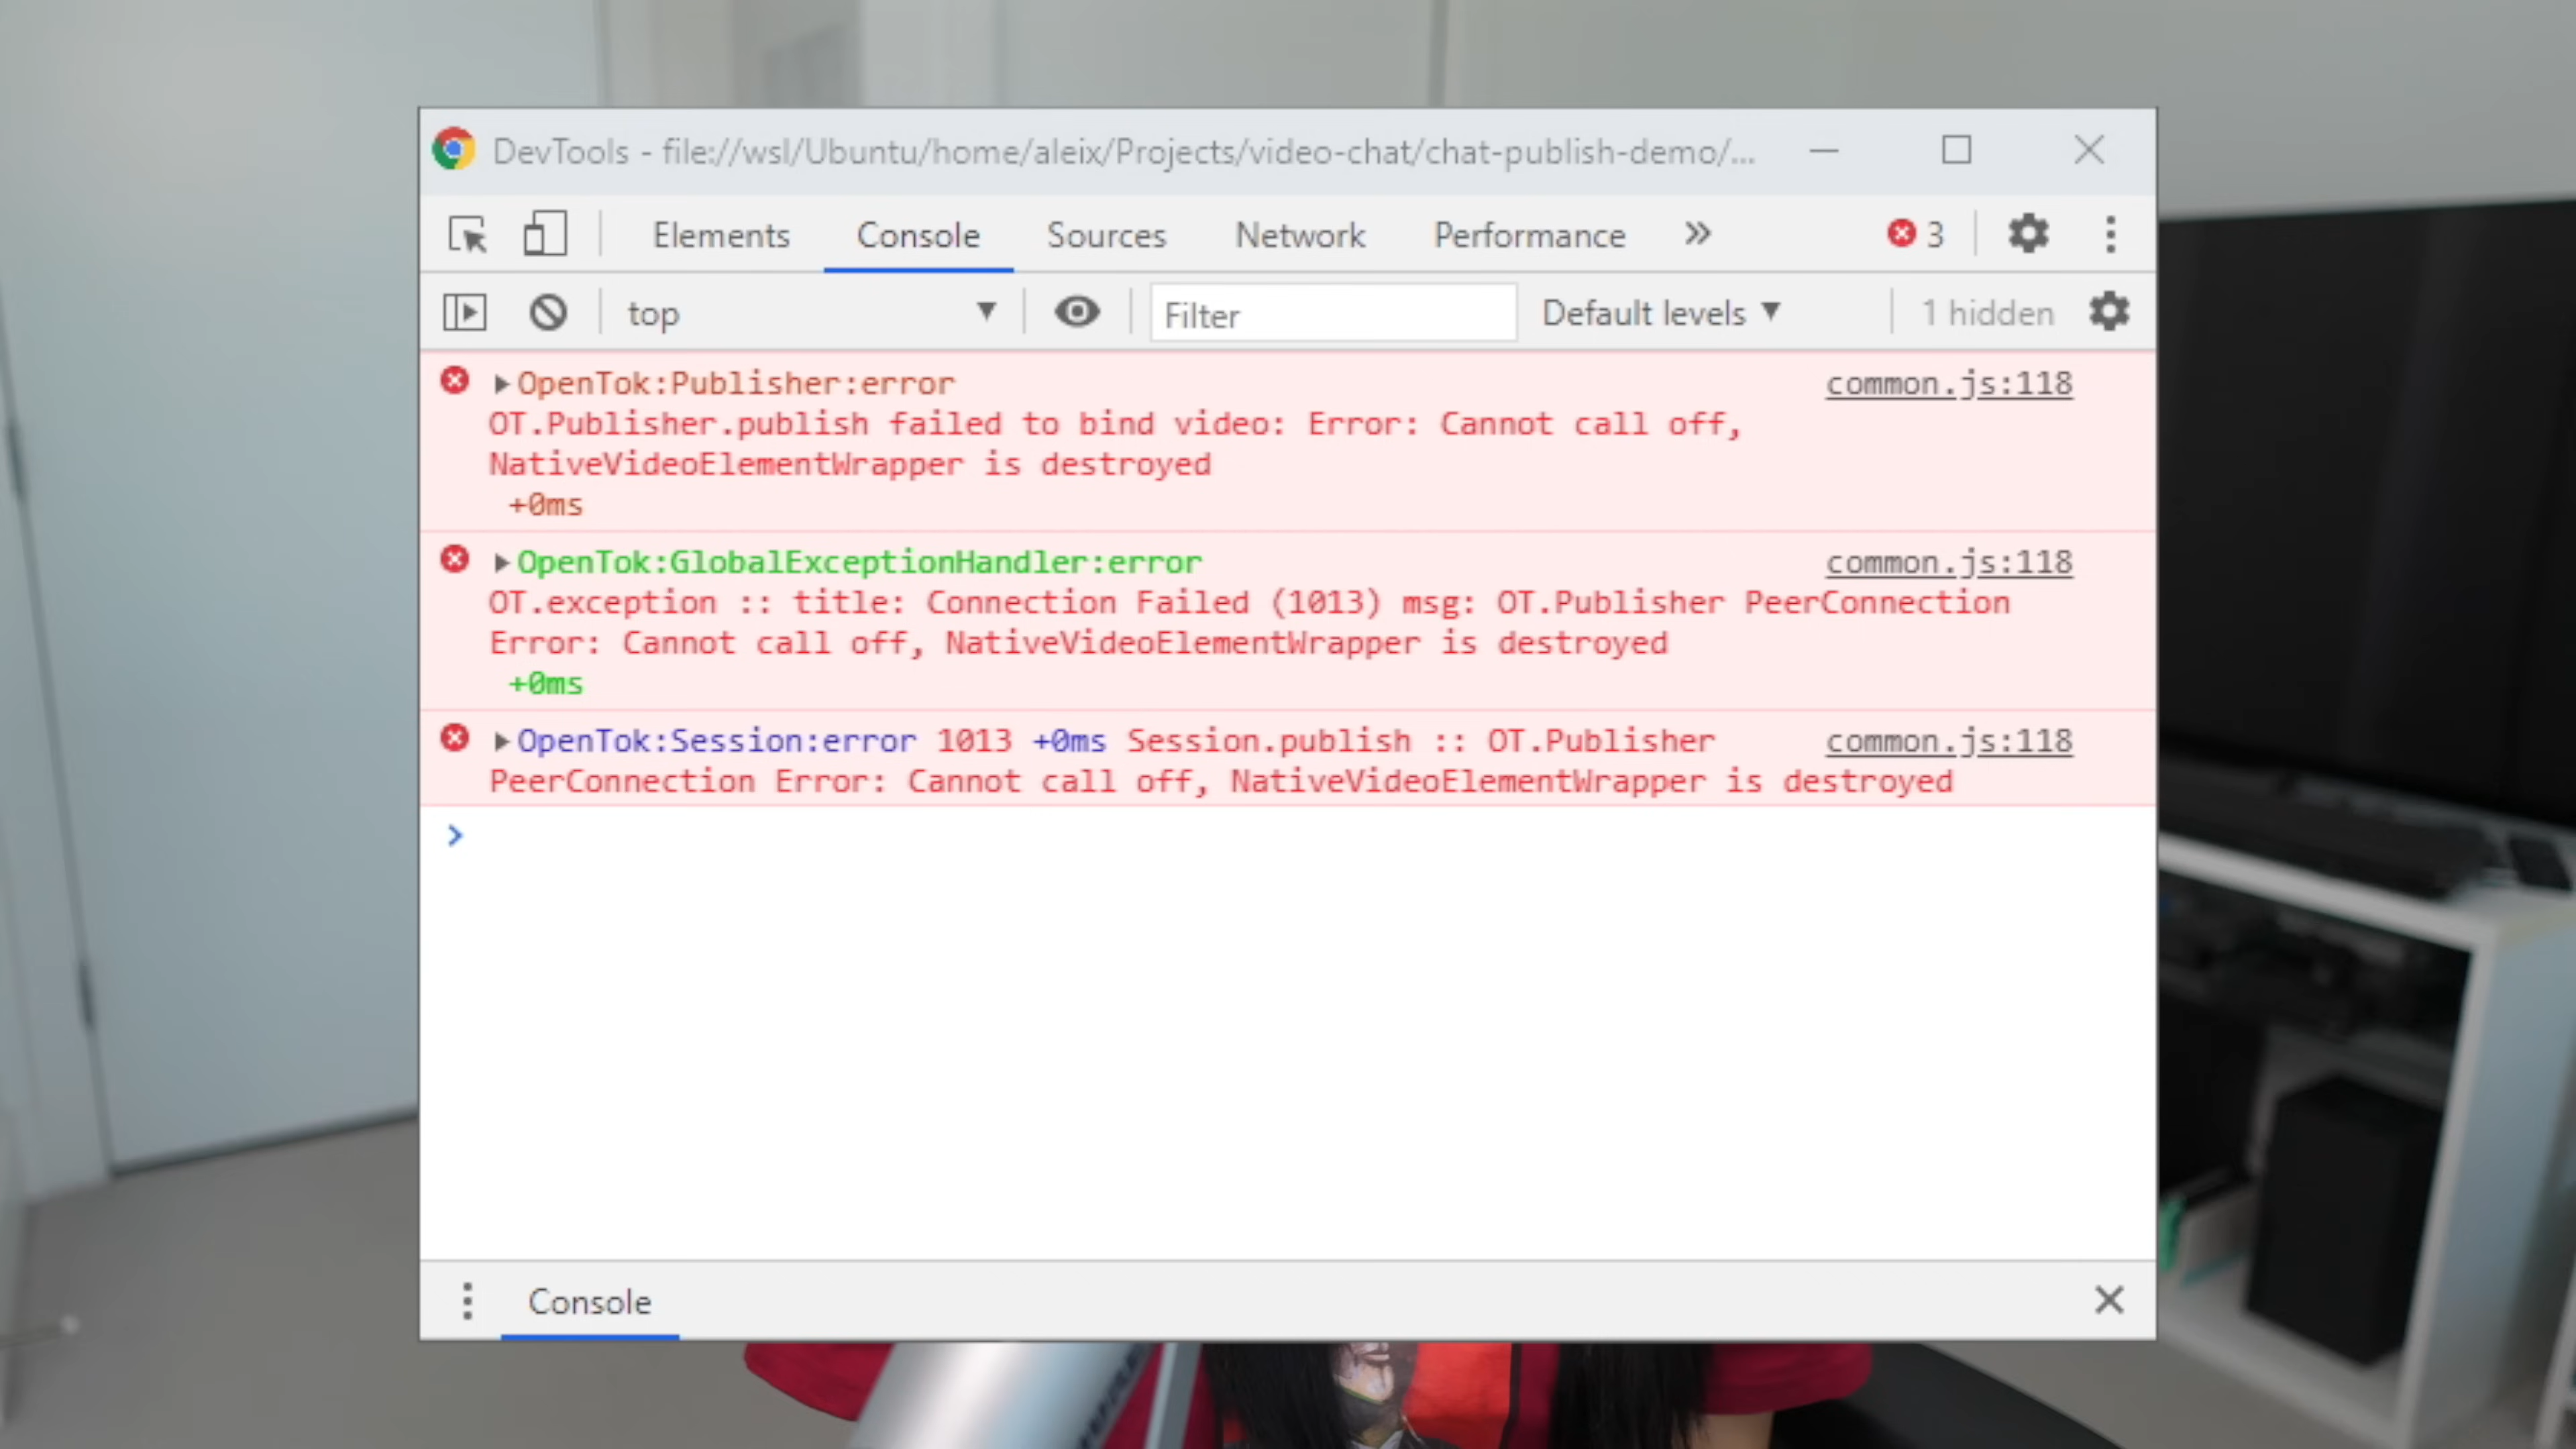 DevTools - file://wsl/Ubuntu/home/aleix/Projects/video-chat/chat-publish-demo/...
Elements Console Sources Network Performance » 3
top Filter Default levels 1 hidden
OpenTok:Publisher:error common.js:118
OT.Publisher.publish failed to bind video: Error: Cannot call off,
NativeVideoElementWrapper is destroyed
+0ms
OpenTok:GlobalExceptionHandler:error common.js:118
OT.exception :: title: Connection Failed (1013) msg: OT.Publisher PeerConnection
Error: Cannot call off, NativeVideoElementWrapper is destroyed
+0ms
OpenTok:Session:error 1013 +0ms Session.publish :: OT.Publisher common.js:118
PeerConnection Error: Cannot call off, NativeVideoElementWrapper is destroyed
Console